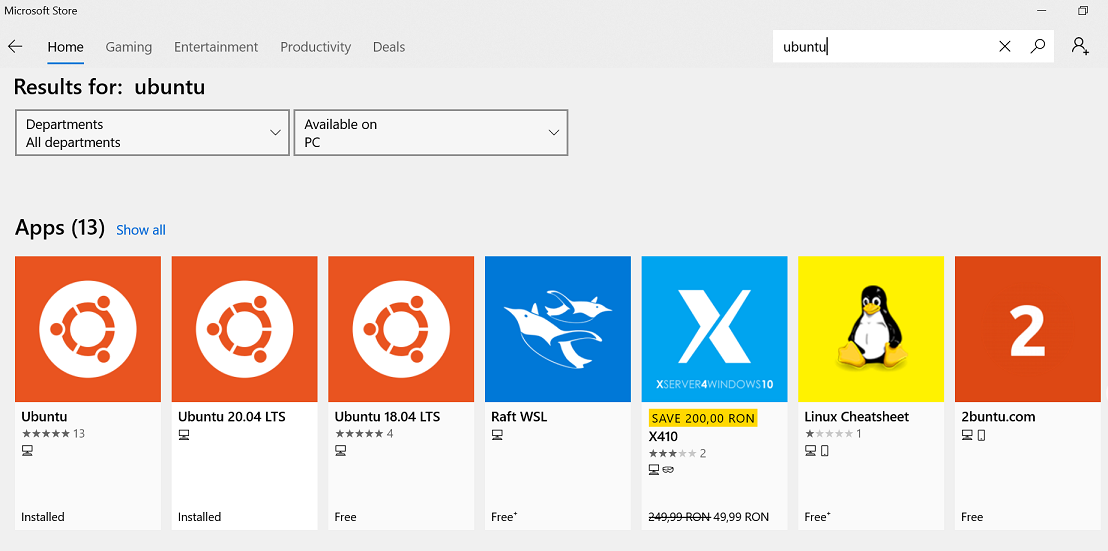 Microsoft Store
Home Gaming Entertainment Productivity Deals
ubuntu
Results for: ubuntu
Departments
All departments
Available on
PC
Apps (13) Show all
Ubuntu
13
Installed
Ubuntu 20.04 LTS
Installed
Ubuntu 18.04 LTS
4
Free
Raft WSL
Free+
XSERVER4WINDOWS10
SAVE 200,00 RON
X410
2
249,99 RON 49,99 RON
Linux Cheatsheet
1
Free+
2
2buntu.com
Free